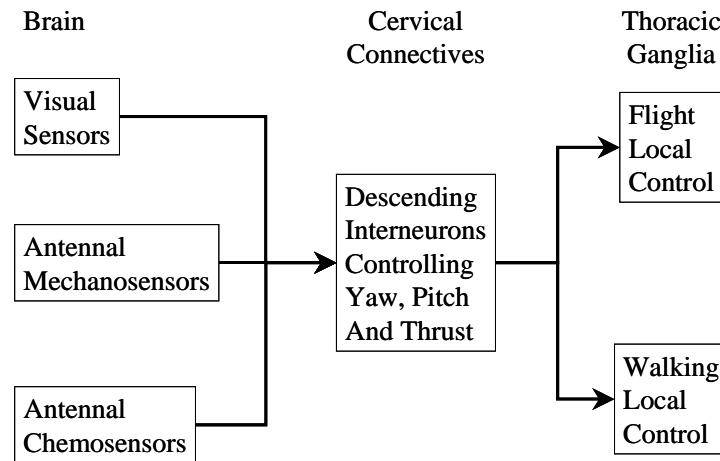 Brain
Cervical
Connectives
Thoracic
Ganglia
Visual
Sensors
Antennal
Mechanosensors
Antennal
Chemosensors
Descending
Interneurons
Controlling
Yaw, Pitch
And Thrust
Flight
Local
Control
Walking
Local
Control